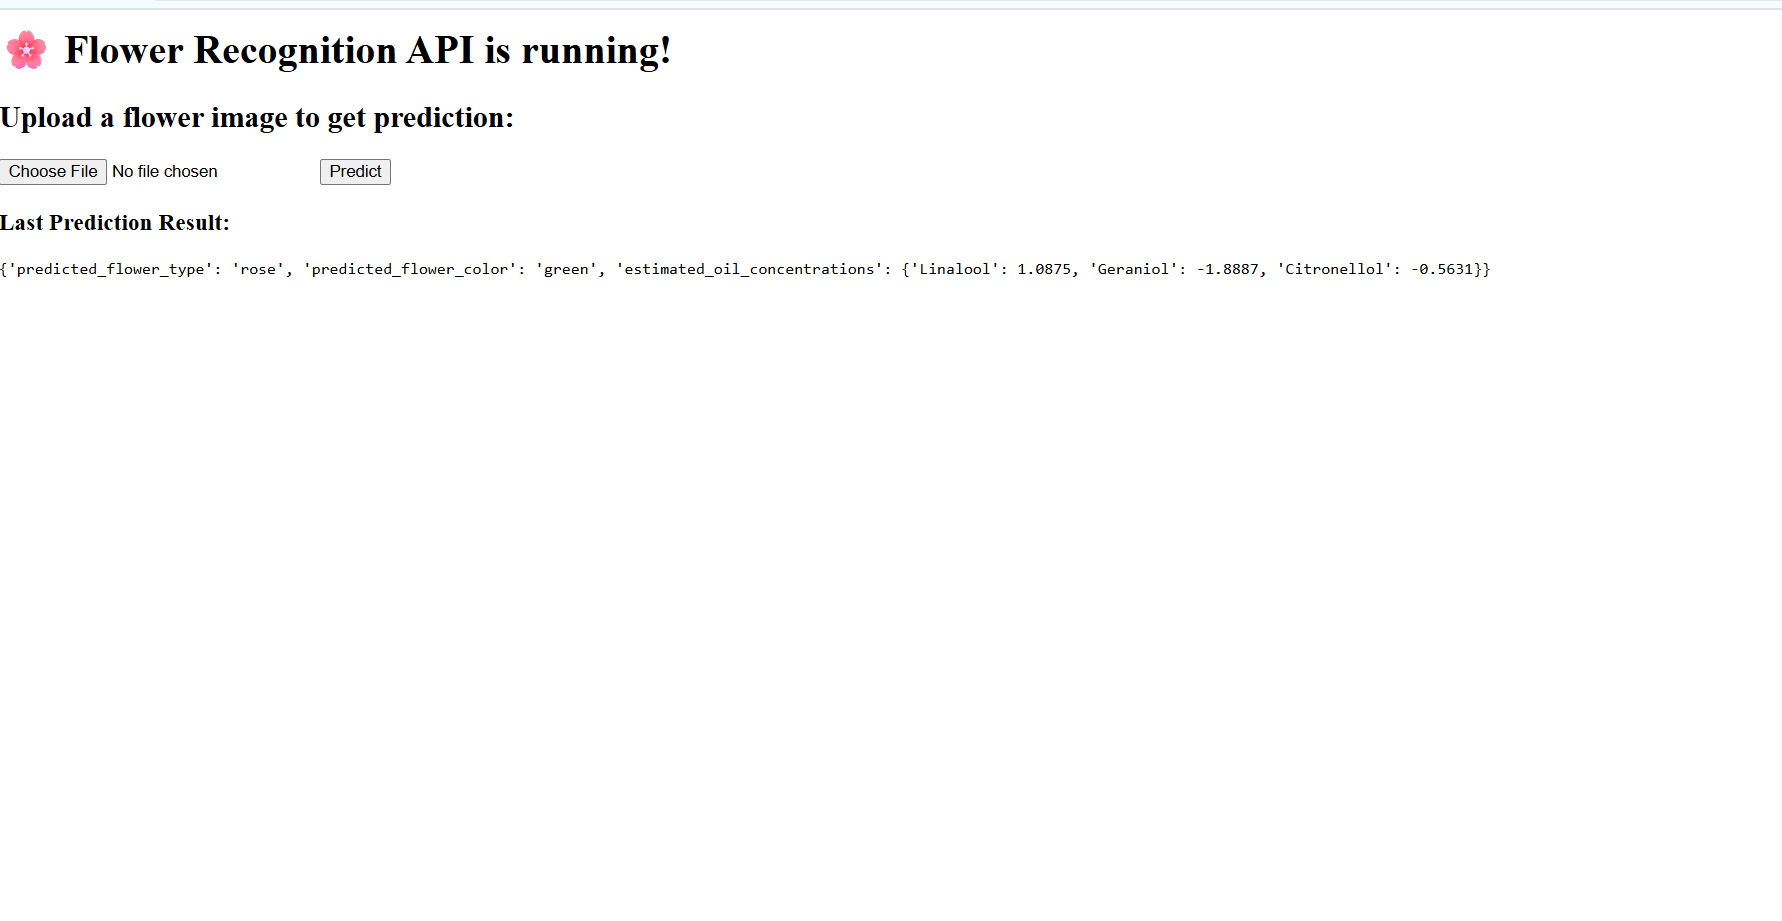 🌸 Flower Recognition API is running!
Upload a flower image to get prediction:
Choose File No file chosen Predict
Last Prediction Result:
{'predicted_flower_type': 'rose', 'predicted_flower_color': 'green', 'estimated_oil_concentrations': {'Linalool': 1.0875, 'Geraniol': -1.8887, 'Citronellol': -0.5631}}